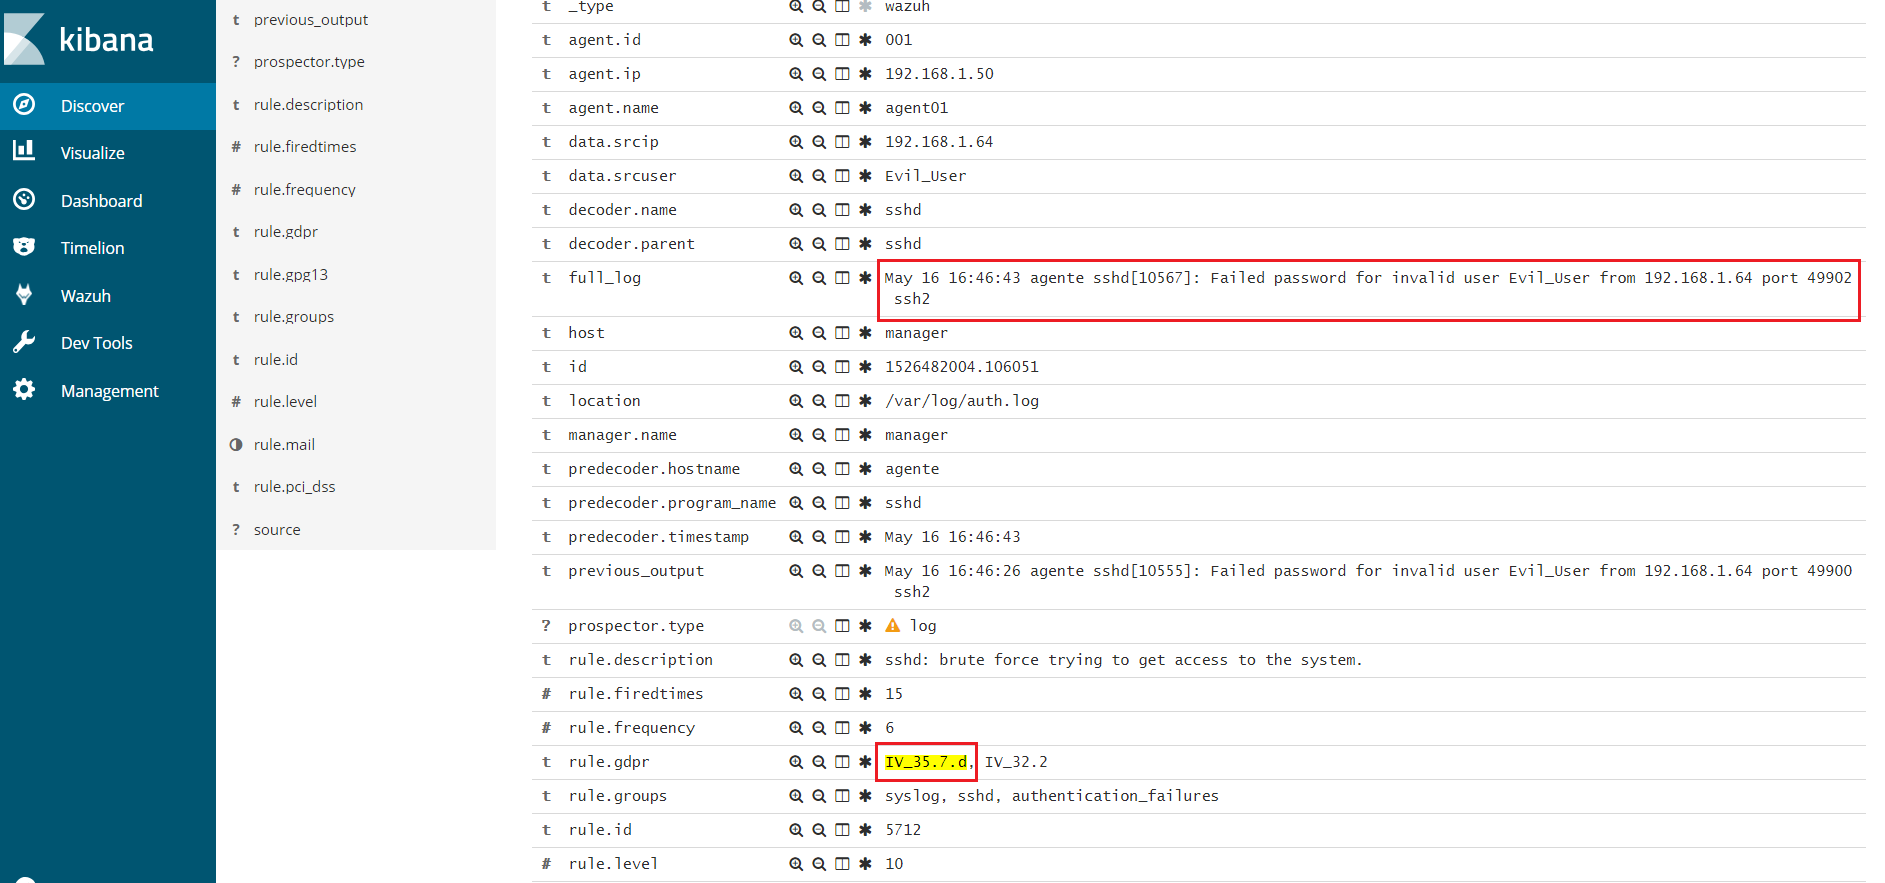 kibana
Discover
Visualize
Dashboard
Timelion
Wazuh
Dev Tools
Management
t previous_output
? prospector.type
t rule.description
# rule.firedtimes
# rule.frequency
t rule.gdpr
t rule.gpg13
t rule.groups
t rule.id
# rule.level
rule.mail
t rule.pci_dss
? source
t _type wazuh
t agent.id 001
t agent.ip 192.168.1.50
t agent.name agent01
t data.srcip 192.168.1.64
t data.srcuser Evil_User
t decoder.name sshd
t decoder.parent sshd
t full_log May 16 16:46:43 agente sshd[10567]: Failed password for invalid user Evil_User from 192.168.1.64 port 49902
ssh2
t host manager
t id 1526482004.106051
t location /var/log/auth.log
t manager.name manager
t predecoder.hostname agente
t predecoder.program_name sshd
t predecoder.timestamp May 16 16:46:43
t previous_output May 16 16:46:26 agente sshd[10555]: Failed password for invalid user Evil_User from 192.168.1.64 port 49900
ssh2
? prospector.type log
t rule.description sshd: brute force trying to get access to the system.
# rule.firedtimes 15
# rule.frequency 6
t rule.gdpr IV_35.7.d, IV_32.2
t rule.groups syslog, sshd, authentication_failures
t rule.id 5712
# rule.level 10